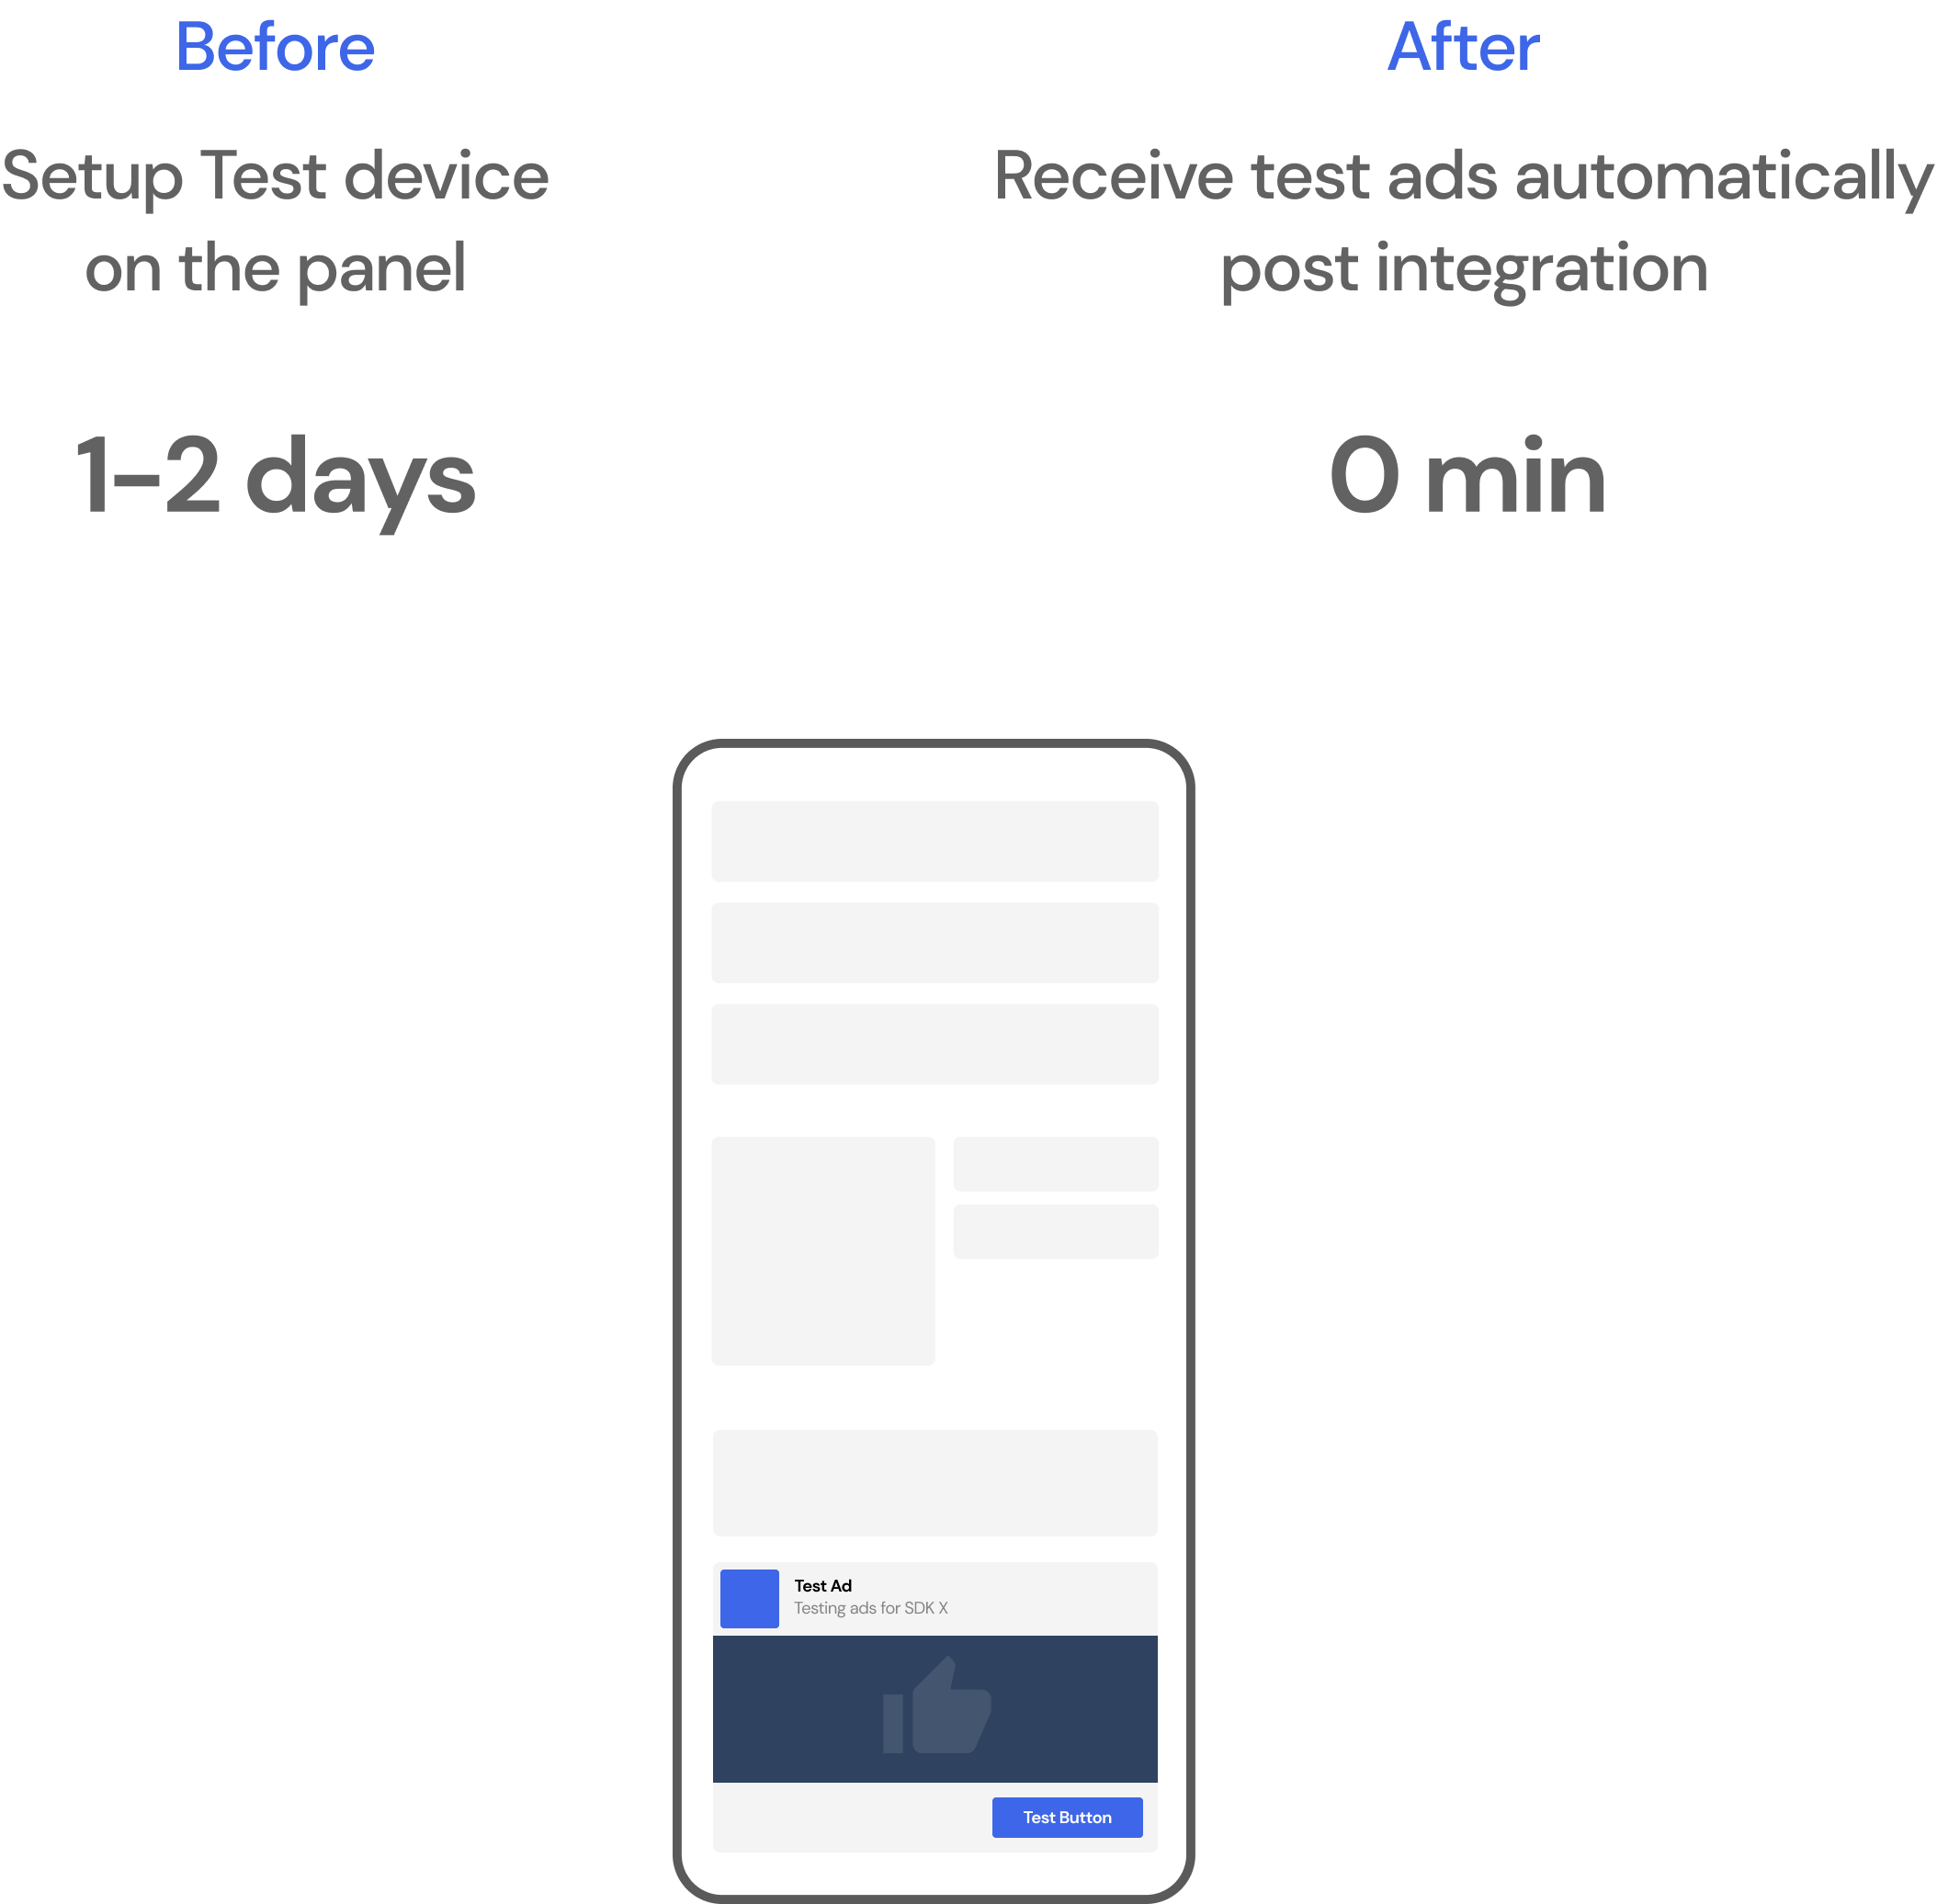 Before
Setup Test device
on the panel
1–2 days
After
Receive test ads automatically
post integration
0 min
Test Ad
Testing ads for SDK X
Test Button